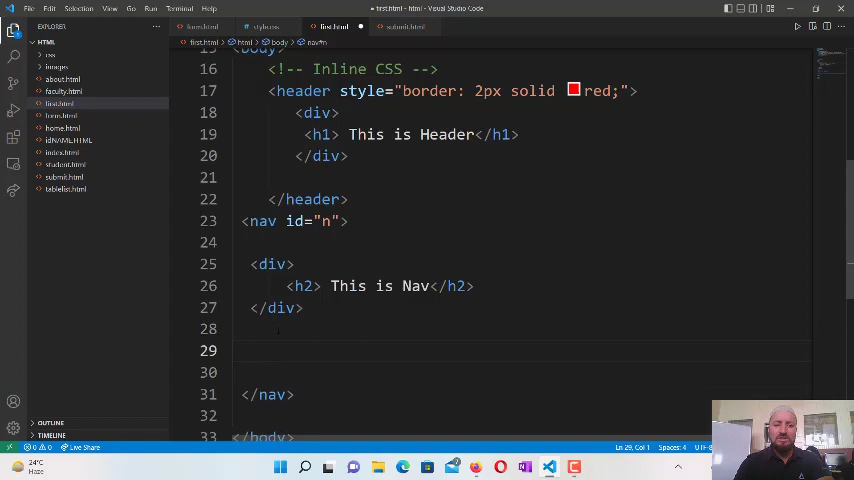 File Edit Selection View Go Run Terminal Help
first.html - HTML - Visual Studio Code
EXPLORER
form.html
style.css
first.html
submit.html
first.html > html > body > nav#n
HTML
css
images
about.html
faculty.html
first.html
form.html
home.html
idNAME.HTML
index.html
student.html
submit.html
tablelist.html
15 <body>
16 <!-- Inline CSS -->
17 <header style="border: 2px solid red;">
18 <div>
19 <h1> This is Header</h1>
20 </div>
21
22 </header>
23 <nav id="n">
24
25 <div>
26 <h2> This is Nav</h2>
27 </div>
28
29
30
31 </nav>
32
33 </body>
OUTLINE
TIMELINE
0 0 Live Share
Ln 29, Col 1 Spaces: 4 UTF-8
24°C
Haze